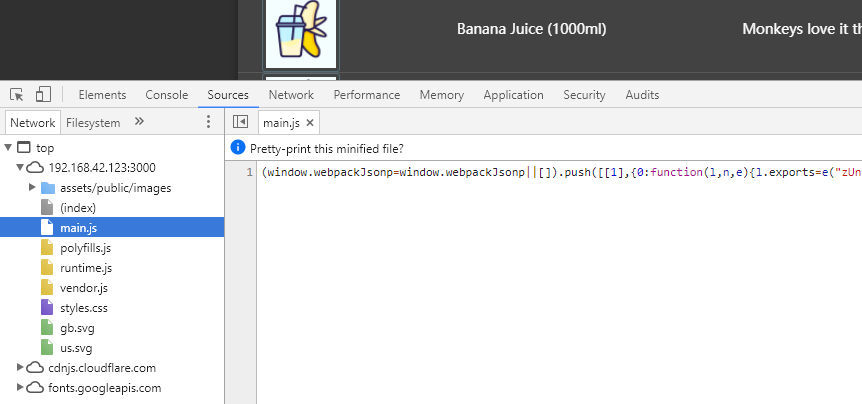 Banana Juice (1000ml) Monkeys love it th
Elements Console Sources Network Performance Memory Application Security Audits
Network Filesystem » main.js ×
Pretty-print this minified file?
top
192.168.42.123:3000
assets/public/images
(index)
main.js
polyfills.js
runtime.js
vendor.js
styles.css
gb.svg
us.svg
cdnjs.cloudflare.com
fonts.googleapis.com
1 (window.webpackJsonp=window.webpackJsonp||[]).push([[1],{0:function(l,n,e){l.exports=e("zUn